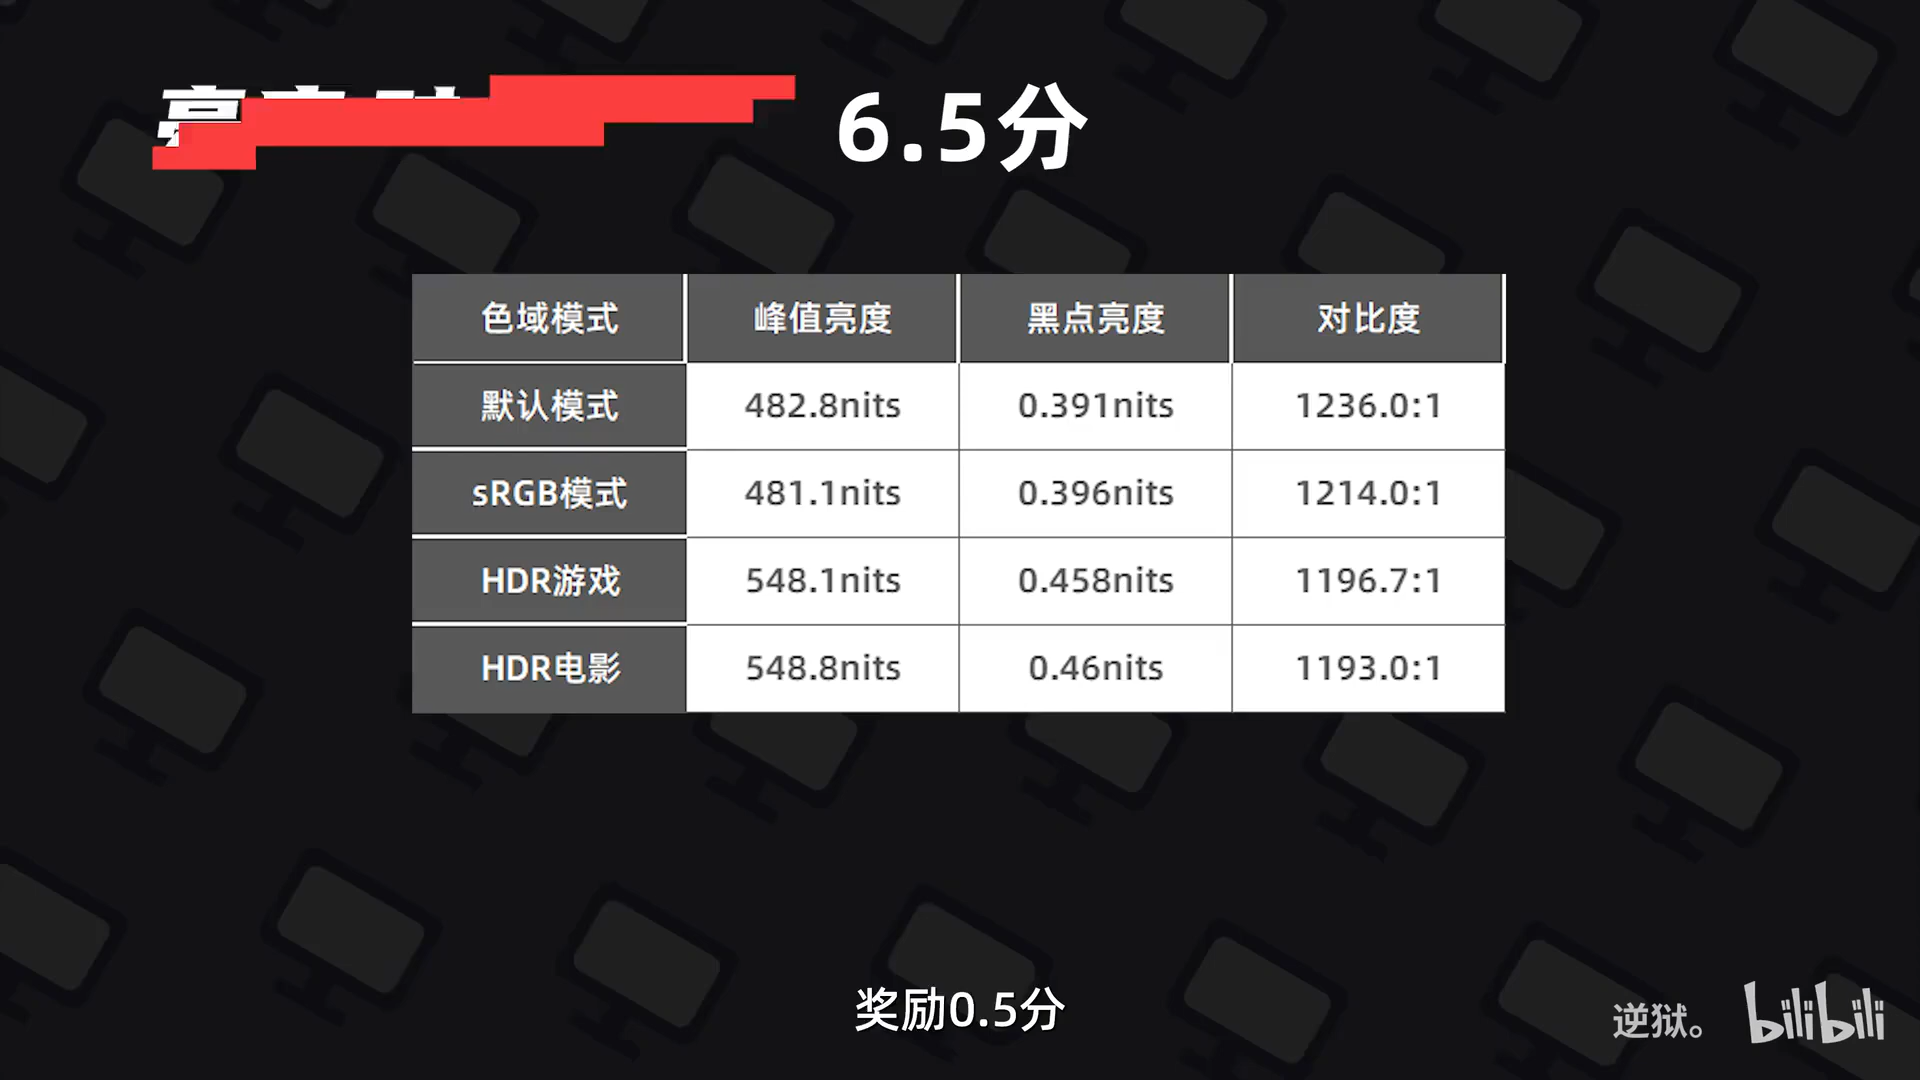 6.5分
色域模式 峰值亮度 黑点亮度 对比度
默认模式 482.8nits 0.391nits 1236.0:1
sRGB模式 481.1nits 0.396nits 1214.0:1
HDR游戏 548.1nits 0.458nits 1196.7:1
HDR电影 548.8nits 0.46nits 1193.0:1
奖励0.5分
逆狱。 bilibili